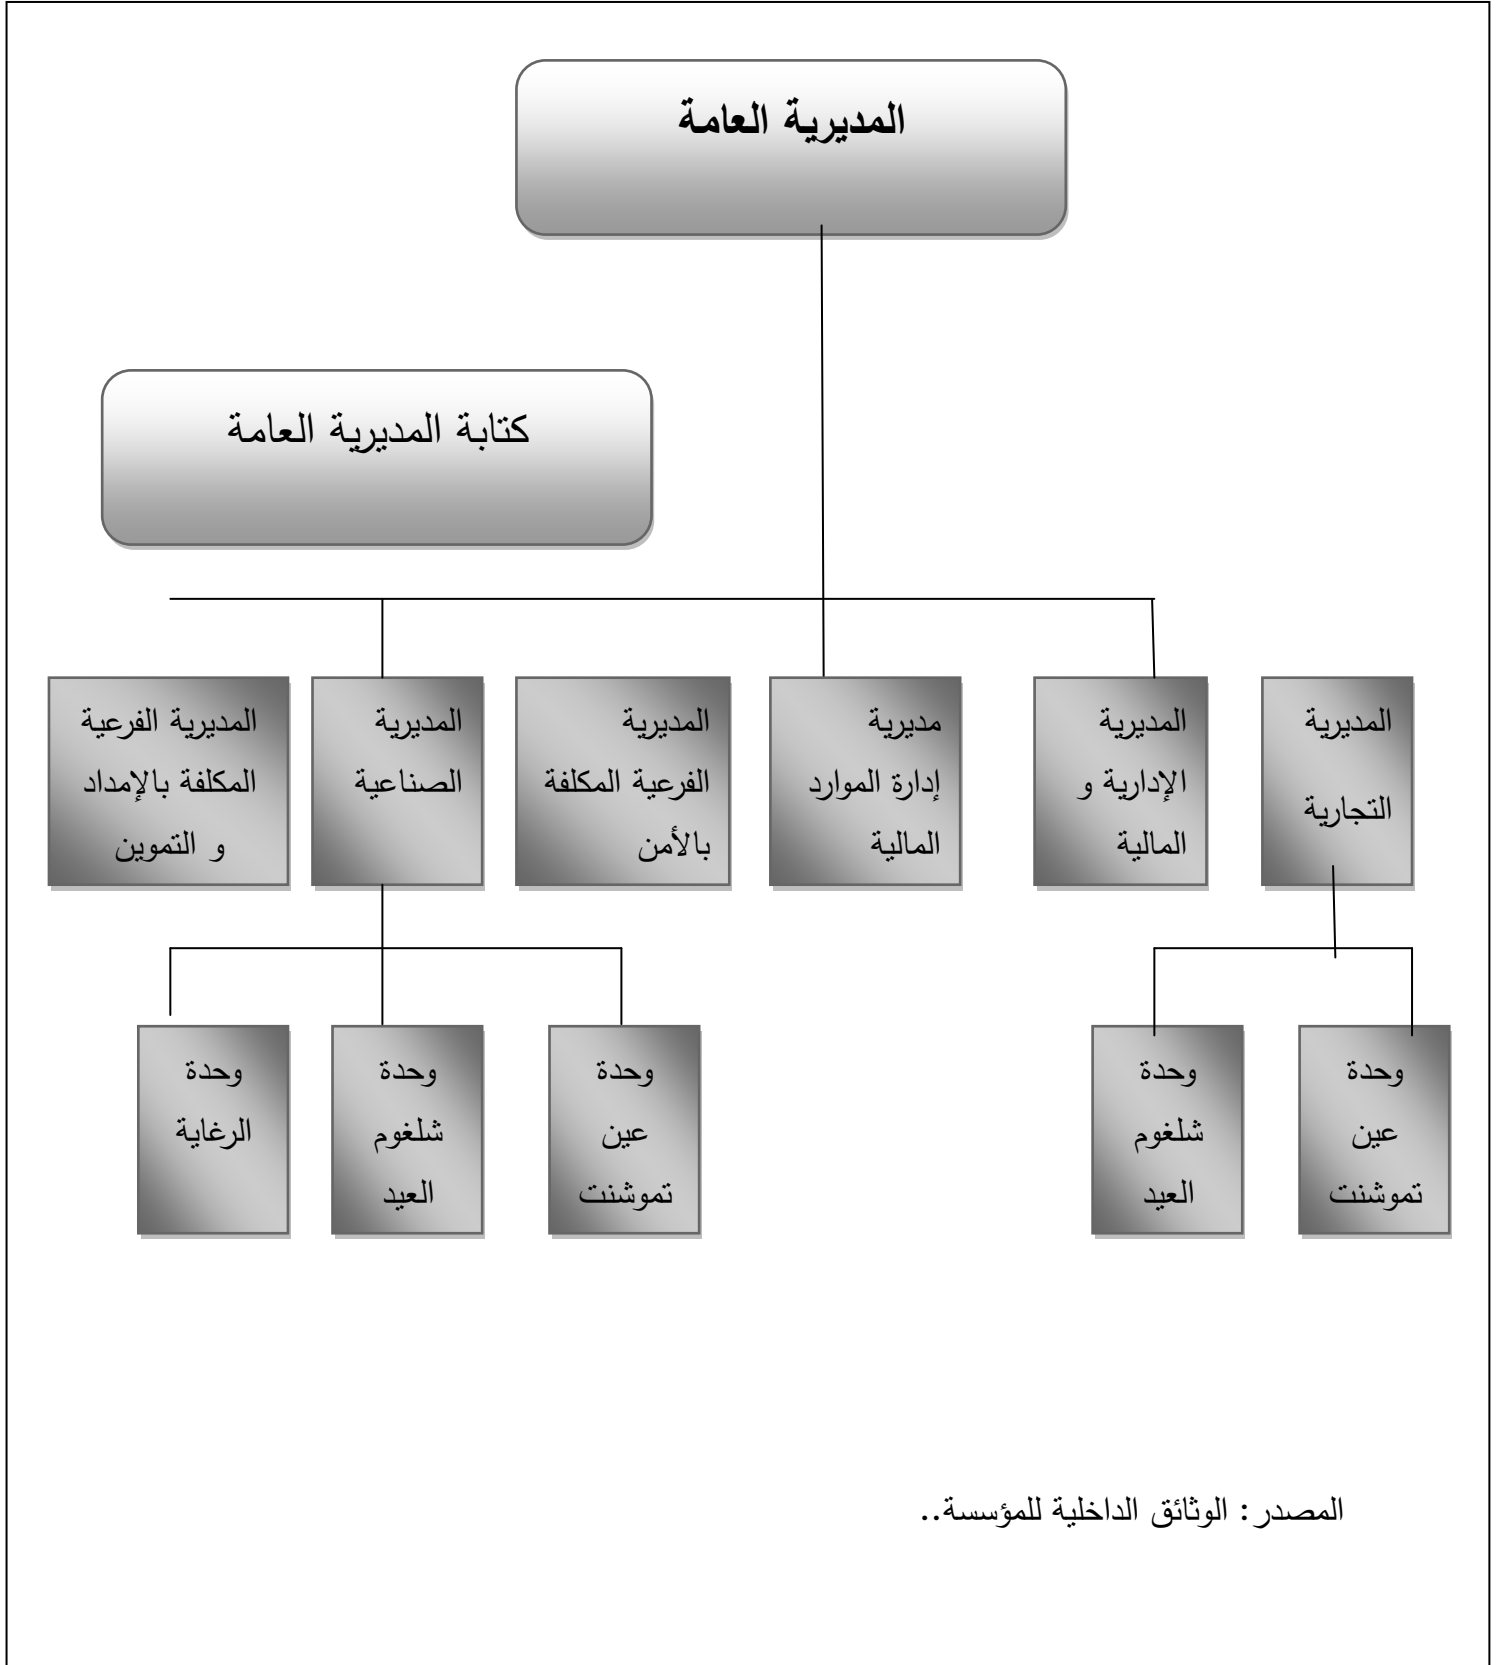 المديرية العامة
كتابة المديرية العامة
المديرية
التجارية
المديرية
الإدارية و
المالية
مديرية
إدارة الموارد
المالية
المديرية
الفرعية المكلفة
بالأمن
المديرية
الصناعية
المديرية الفرعية
المكلفة بالإمداد
و التموين
وحدة
عين
تموشنت
وحدة
شلغوم
العيد
وحدة
عين
تموشنت
وحدة
شلغوم
العيد
وحدة
الرغاية
المصدر: الوثائق الداخلية للمؤسسة..